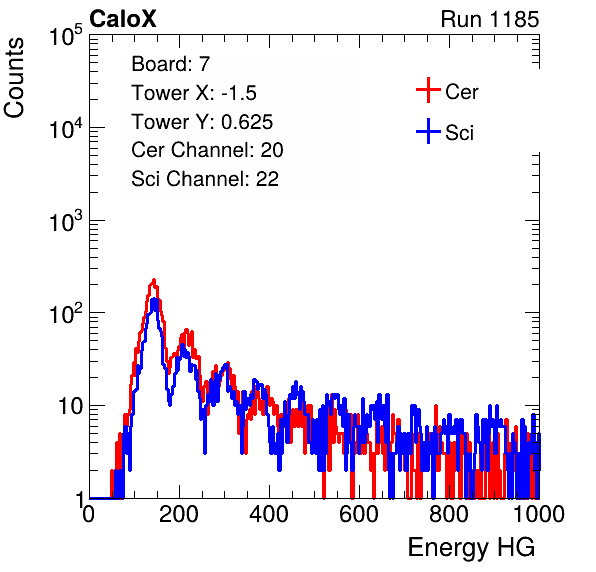 CaloX Run 1185
Counts
10^5
10^4
10^3
10^2
10
1
Board: 7
Tower X: -1.5
Tower Y: 0.625
Cer Channel: 20
Sci Channel: 22
Cer
Sci
0 200 400 600 800 1000
Energy HG